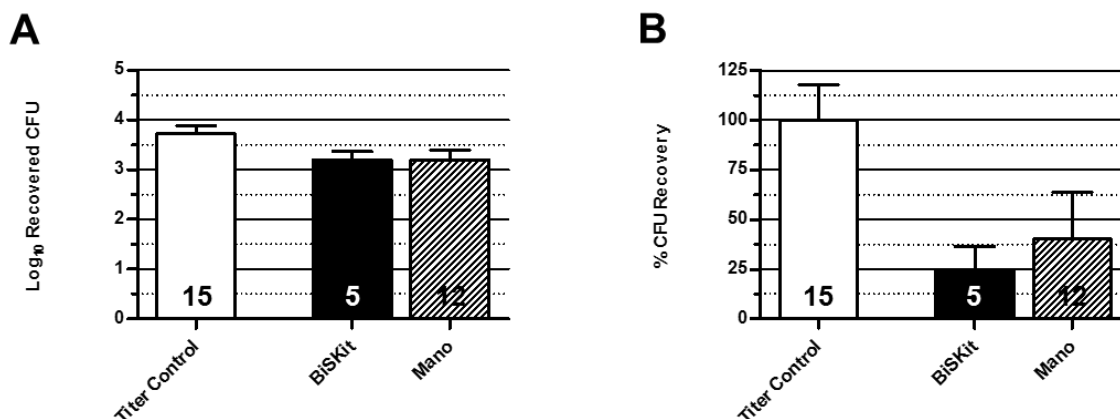 A
Log10 Recovered CFU
5
4
3
2
1
0
15
5
12
Titer Control
BiSKit
Mano
B
% CFU Recovery
125
100
75
50
25
0
15
5
12
Titer Control
BiSKit
Mano